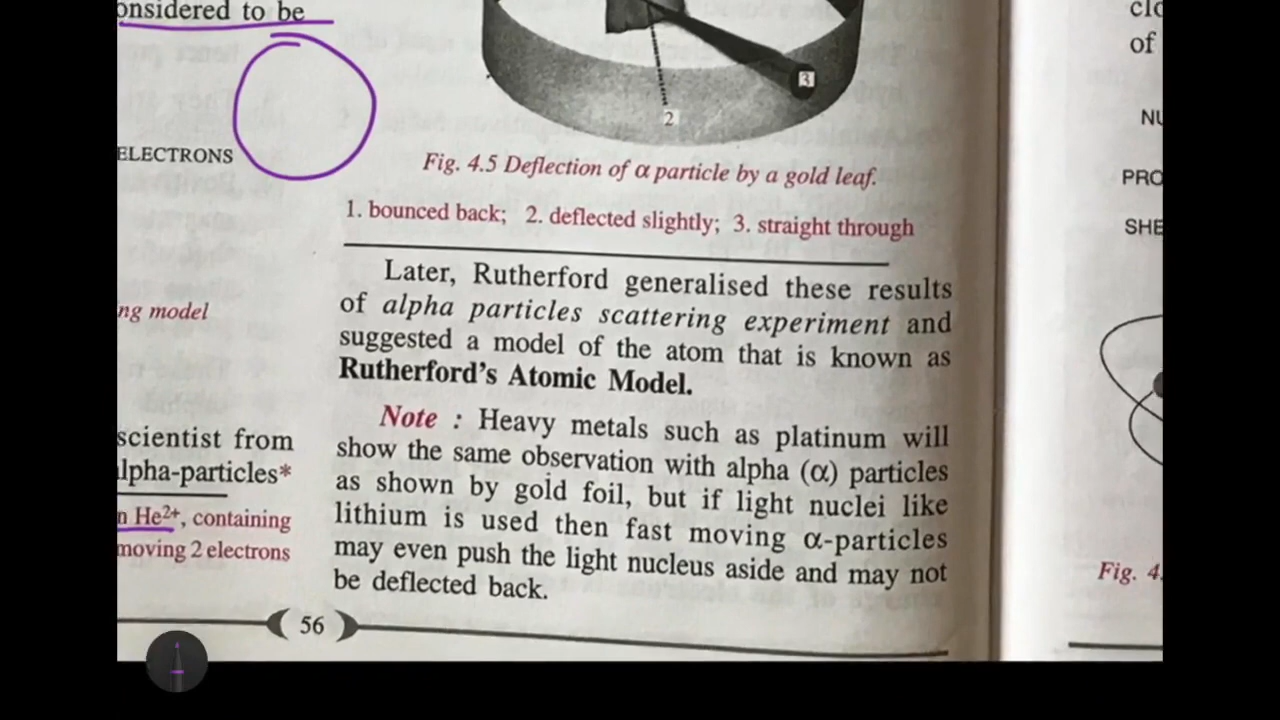 onsidered to be
ELECTRONS
ng model
scientist from
lpha-particles*
n He²⁺, containing
moving 2 electrons
3
2
Fig. 4.5 Deflection of α particle by a gold leaf.
1. bounced back; 2. deflected slightly; 3. straight through
Later, Rutherford generalised these results
of alpha particles scattering experiment and
suggested a model of the atom that is known as
Rutherford's Atomic Model.
Note : Heavy metals such as platinum will
show the same observation with alpha (α) particles
as shown by gold foil, but if light nuclei like
lithium is used then fast moving α-particles
may even push the light nucleus aside and may not
be deflected back.
56
clo
of
NU
PRO
SHE
Fig. 4.